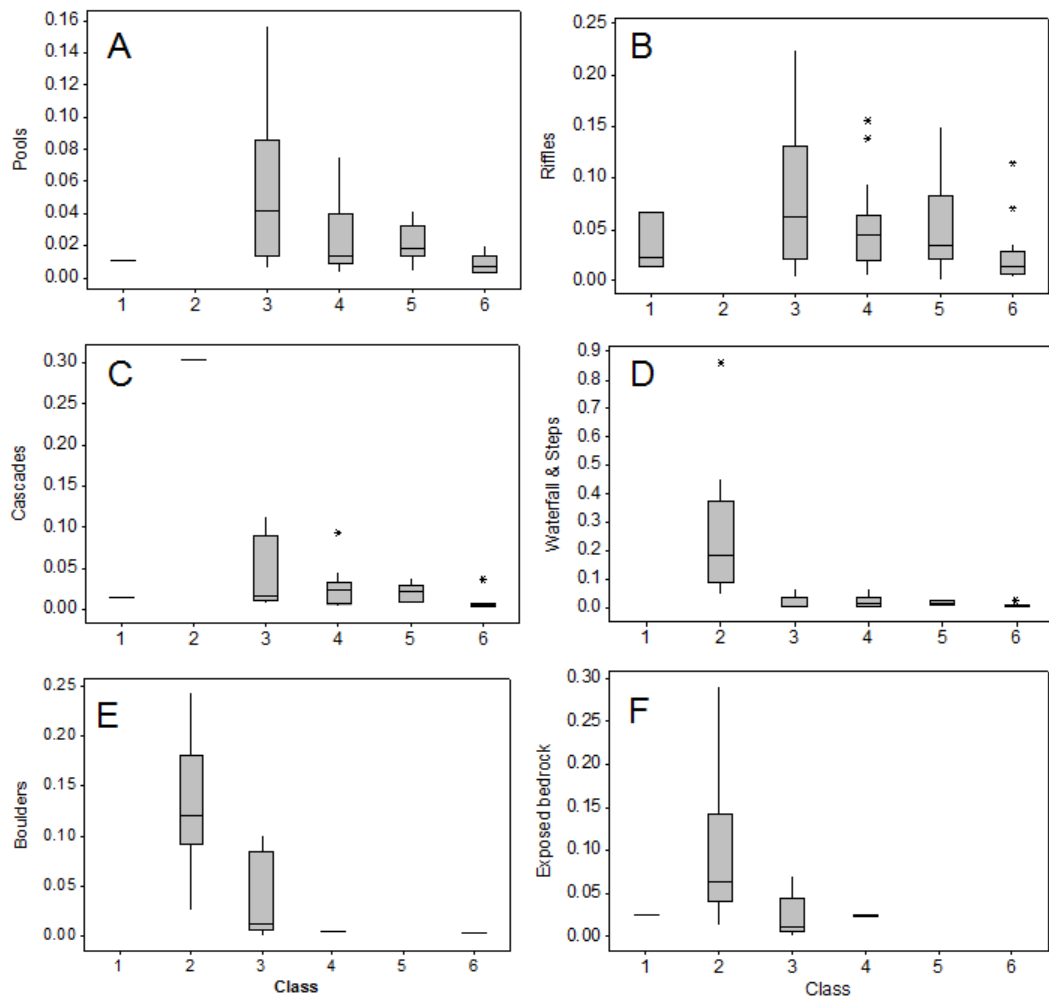 A
Pools
0.16
0.14
0.12
0.10
0.08
0.06
0.04
0.02
0.00
1 2 3 4 5 6
B
Riffles
0.25
0.20
0.15
0.10
0.05
0.00
1 2 3 4 5 6
C
Cascades
0.30
0.25
0.20
0.15
0.10
0.05
0.00
1 2 3 4 5 6
D
Waterfall & Steps
0.9
0.8
0.7
0.6
0.5
0.4
0.3
0.2
0.1
0.0
1 2 3 4 5 6
E
Boulders
0.25
0.20
0.15
0.10
0.05
0.00
1 2 3 4 5 6
Class
F
Exposed bedrock
0.30
0.25
0.20
0.15
0.10
0.05
0.00
1 2 3 4 5 6
Class